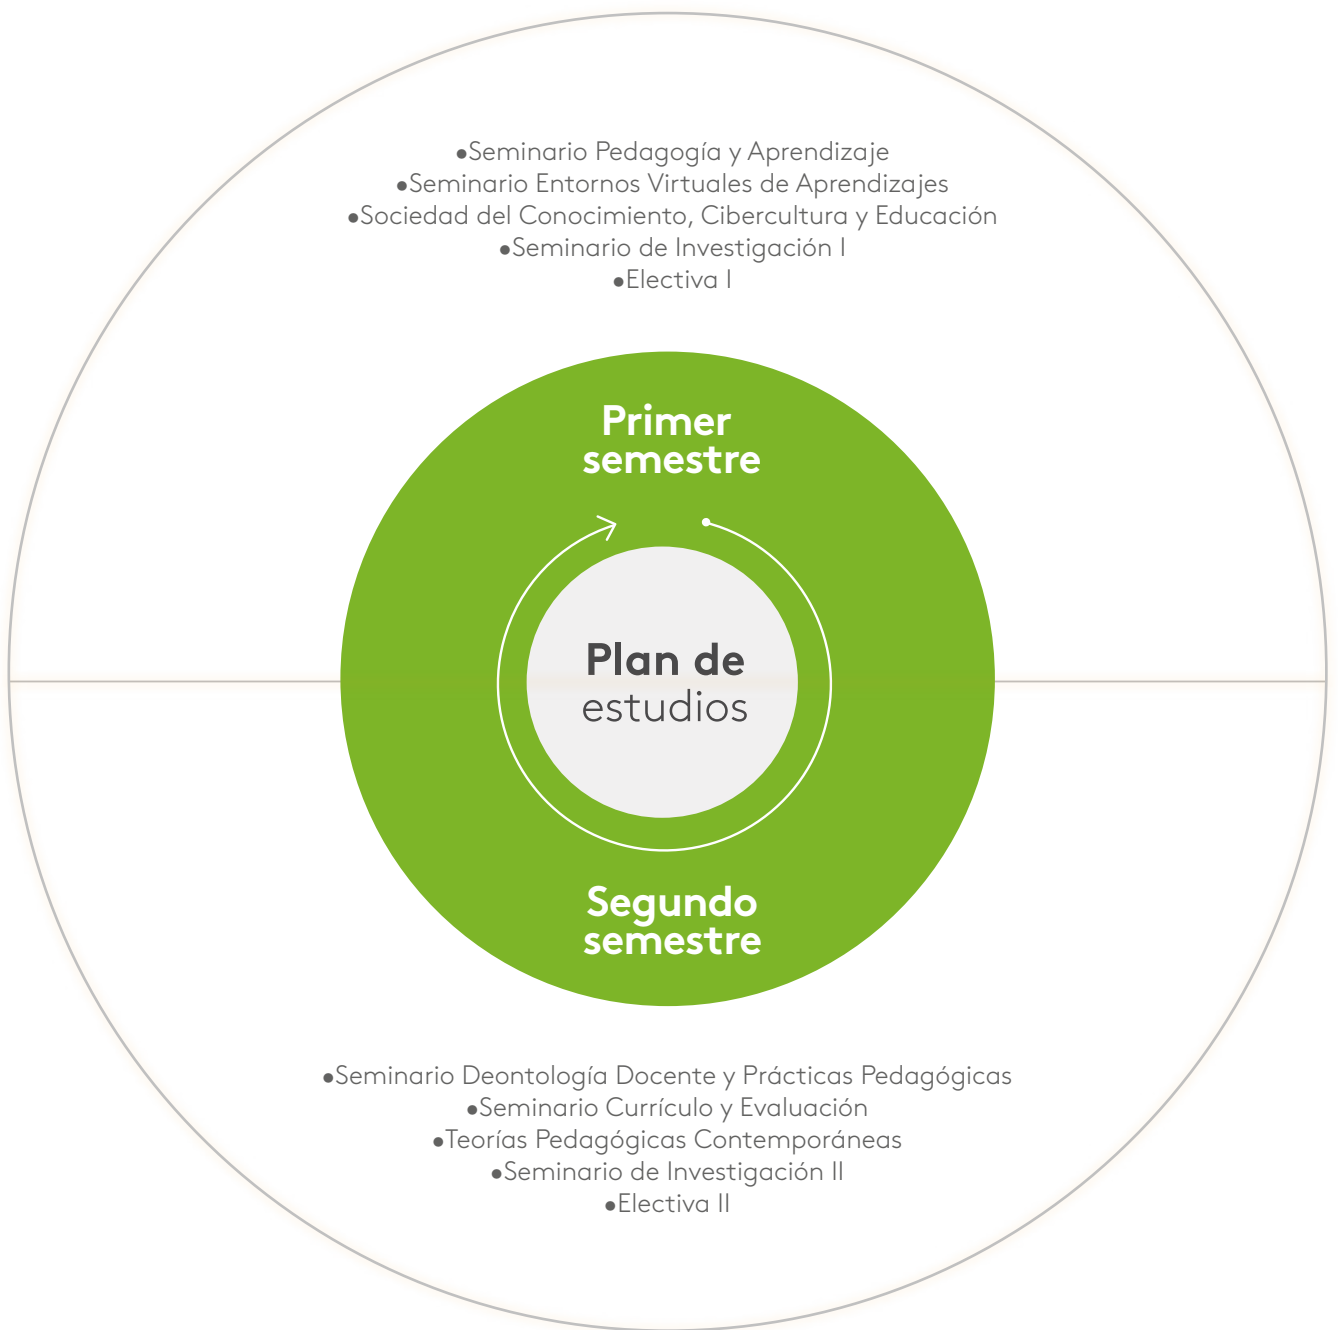 •Seminario Pedagogía y Aprendizaje
•Seminario Entornos Virtuales de Aprendizajes
•Sociedad del Conocimiento, Cibercultura y Educación
•Seminario de Investigación I
•Electiva I
Primer
semestre
Plan de
estudios
Segundo
semestre
•Seminario Deontología Docente y Prácticas Pedagógicas
•Seminario Currículo y Evaluación
•Teorías Pedagógicas Contemporáneas
•Seminario de Investigación II
•Electiva II